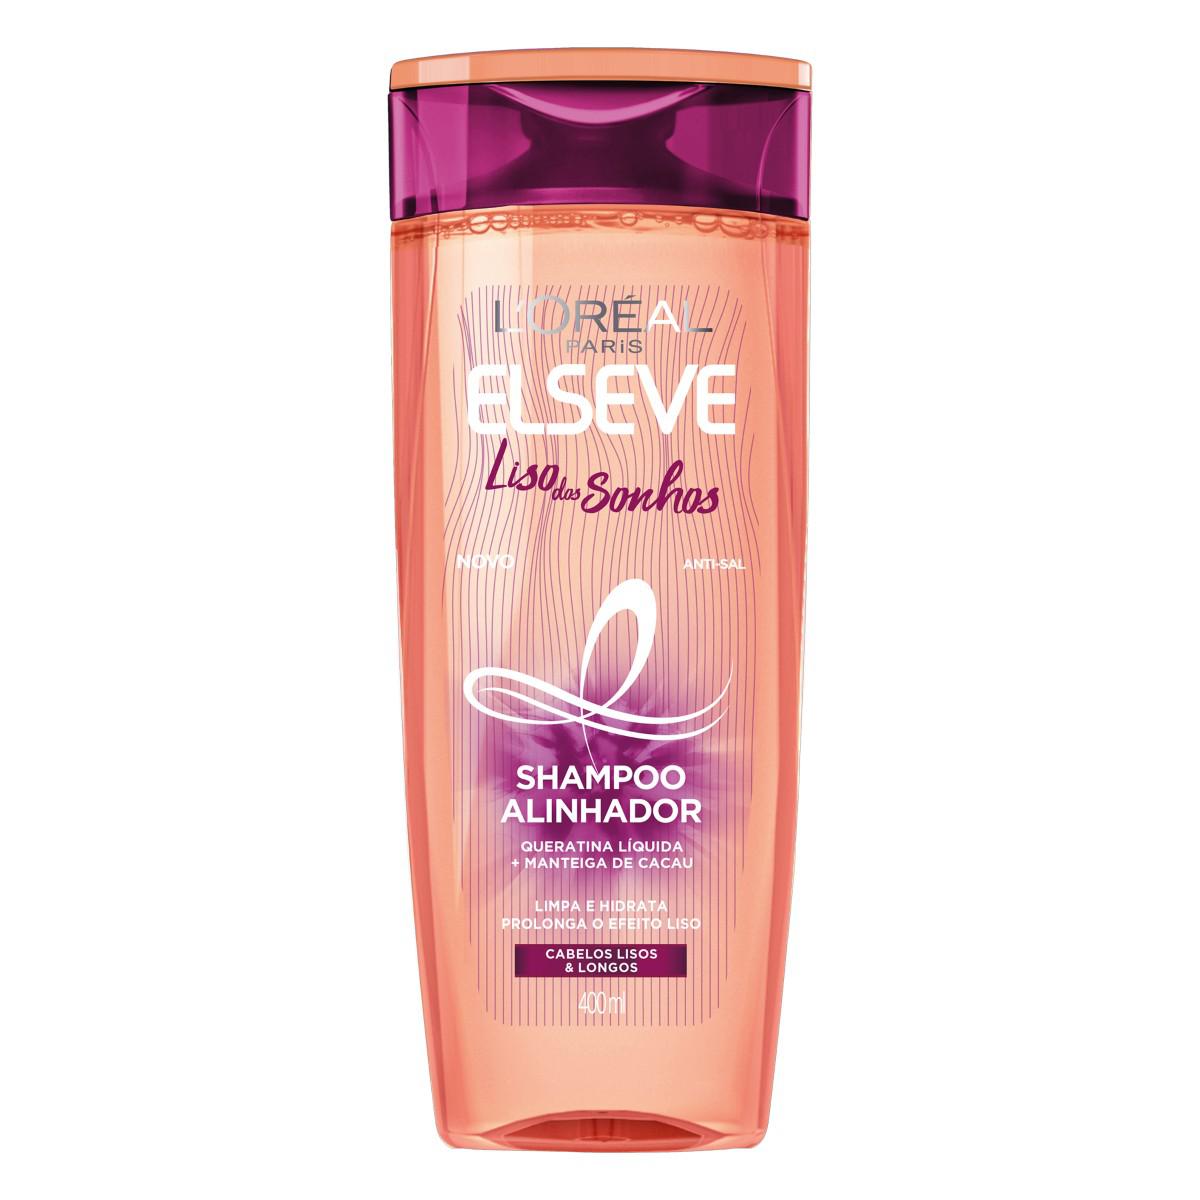 L'ORÉAL
PARiS
ELSEVE
Liso dos Sonhos
NOVO
ANTI-SAL
SHAMPOO
ALINHADOR
QUERATINA LÍQUIDA
+ MANTEIGA DE CACAU
LIMPA E HIDRATA
PROLONGA O EFEITO LISO
CABELOS LISOS
& LONGOS
400ml